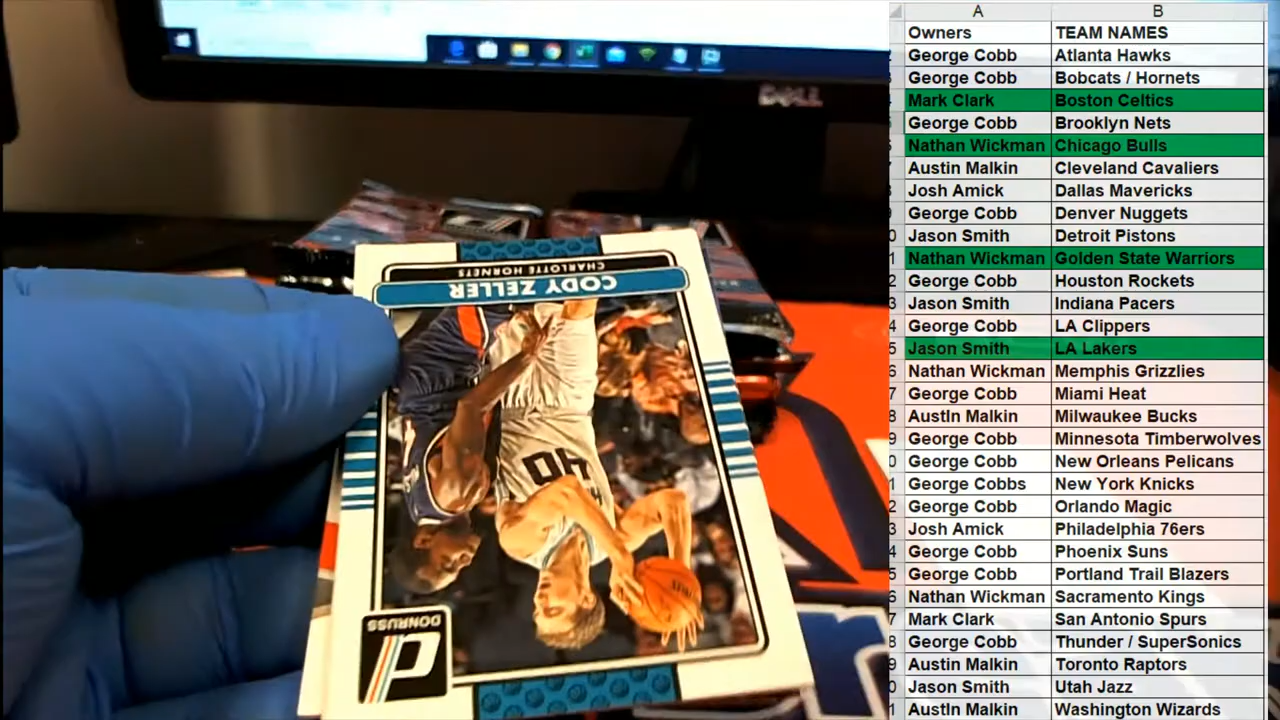 DELL
CHARLOTTE HORNETS
CODY ZELLER
40
DONRUSS
A B
Owners TEAM NAMES
George Cobb Atlanta Hawks
George Cobb Bobcats / Hornets
Mark Clark Boston Celtics
George Cobb Brooklyn Nets
Nathan Wickman Chicago Bulls
Austin Malkin Cleveland Cavaliers
Josh Amick Dallas Mavericks
George Cobb Denver Nuggets
Jason Smith Detroit Pistons
Nathan Wickman Golden State Warriors
George Cobb Houston Rockets
Jason Smith Indiana Pacers
George Cobb LA Clippers
Jason Smith LA Lakers
Nathan Wickman Memphis Grizzlies
George Cobb Miami Heat
AustIn Malkin Milwaukee Bucks
George Cobb Minnesota Timberwolves
George Cobb New Orleans Pelicans
George Cobbs New York Knicks
George Cobb Orlando Magic
Josh Amick Philadelphia 76ers
George Cobb Phoenix Suns
George Cobb Portland Trail Blazers
Nathan Wickman Sacramento Kings
Mark Clark San Antonio Spurs
George Cobb Thunder / SuperSonics
Austin Malkin Toronto Raptors
Jason Smith Utah Jazz
AustIn Malkin Washington Wizards